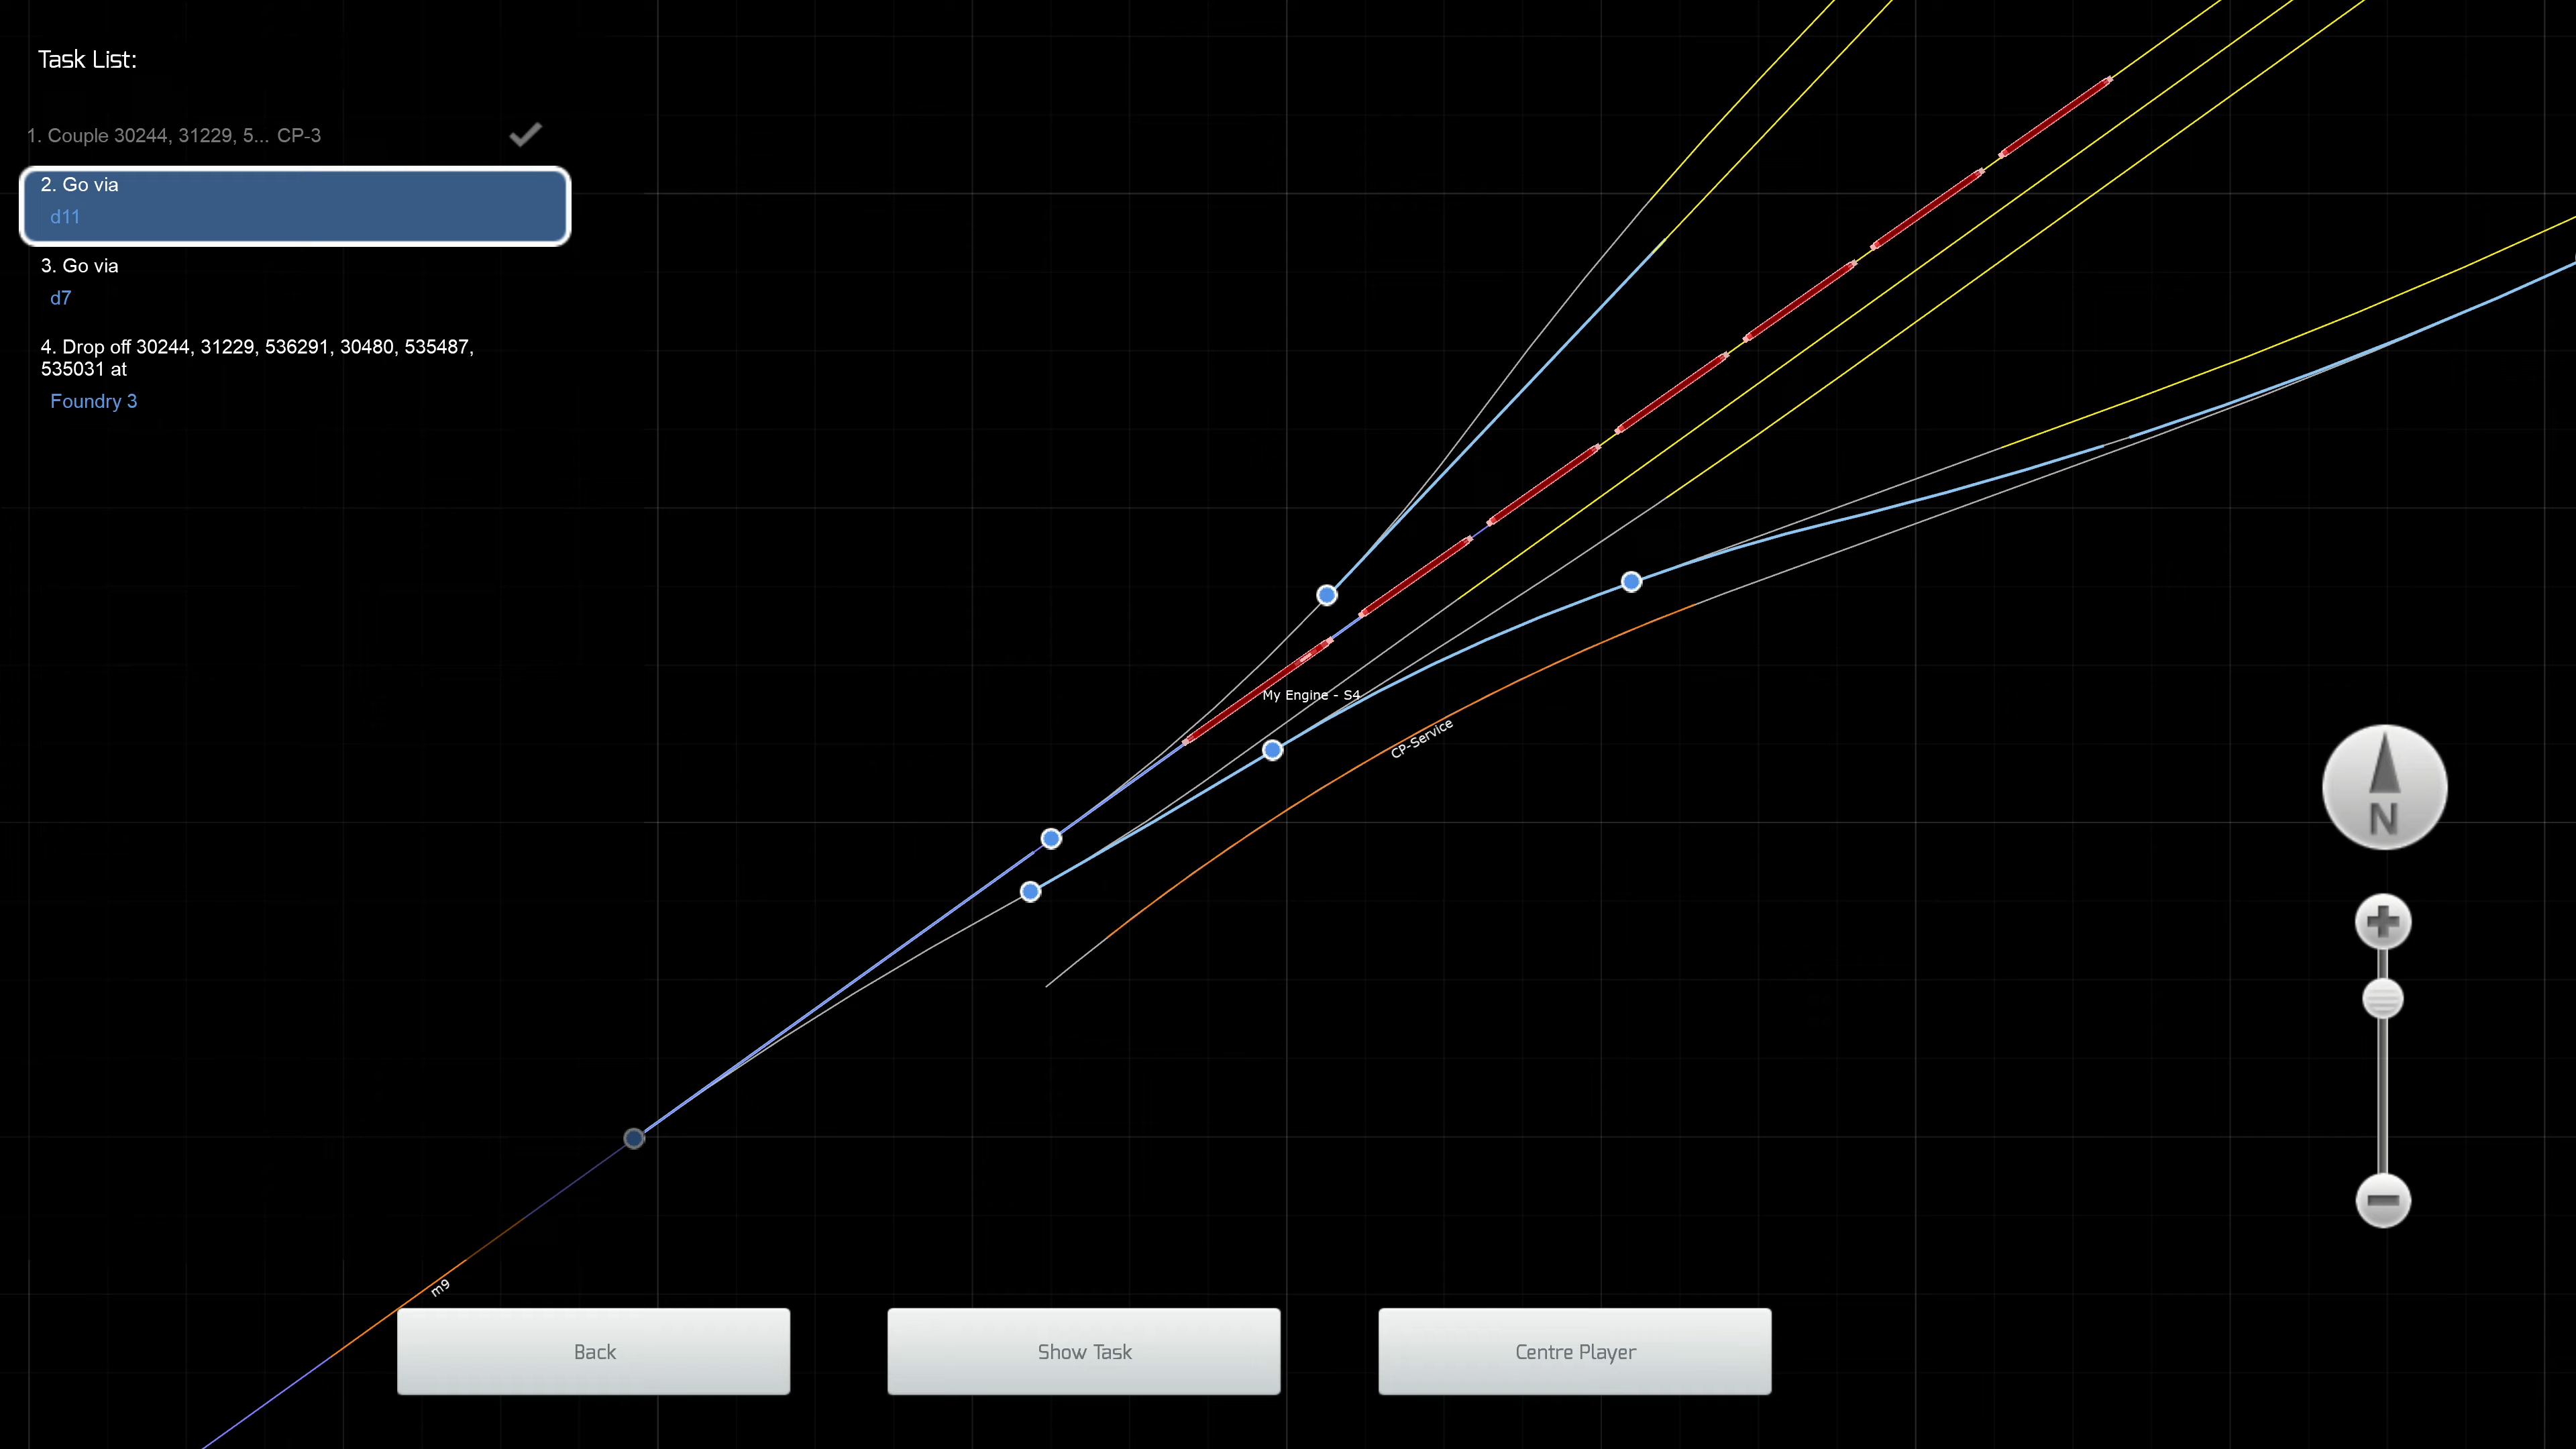 Task List:
1. Couple 30244, 31229, 5... CP-3
2. Go via
d11
3. Go via
d7
4. Drop off 30244, 31229, 536291, 30480, 535487,
535031 at
Foundry 3
My Engine - S4
CP-Service
N
m9
Back
Show Task
Centre Player